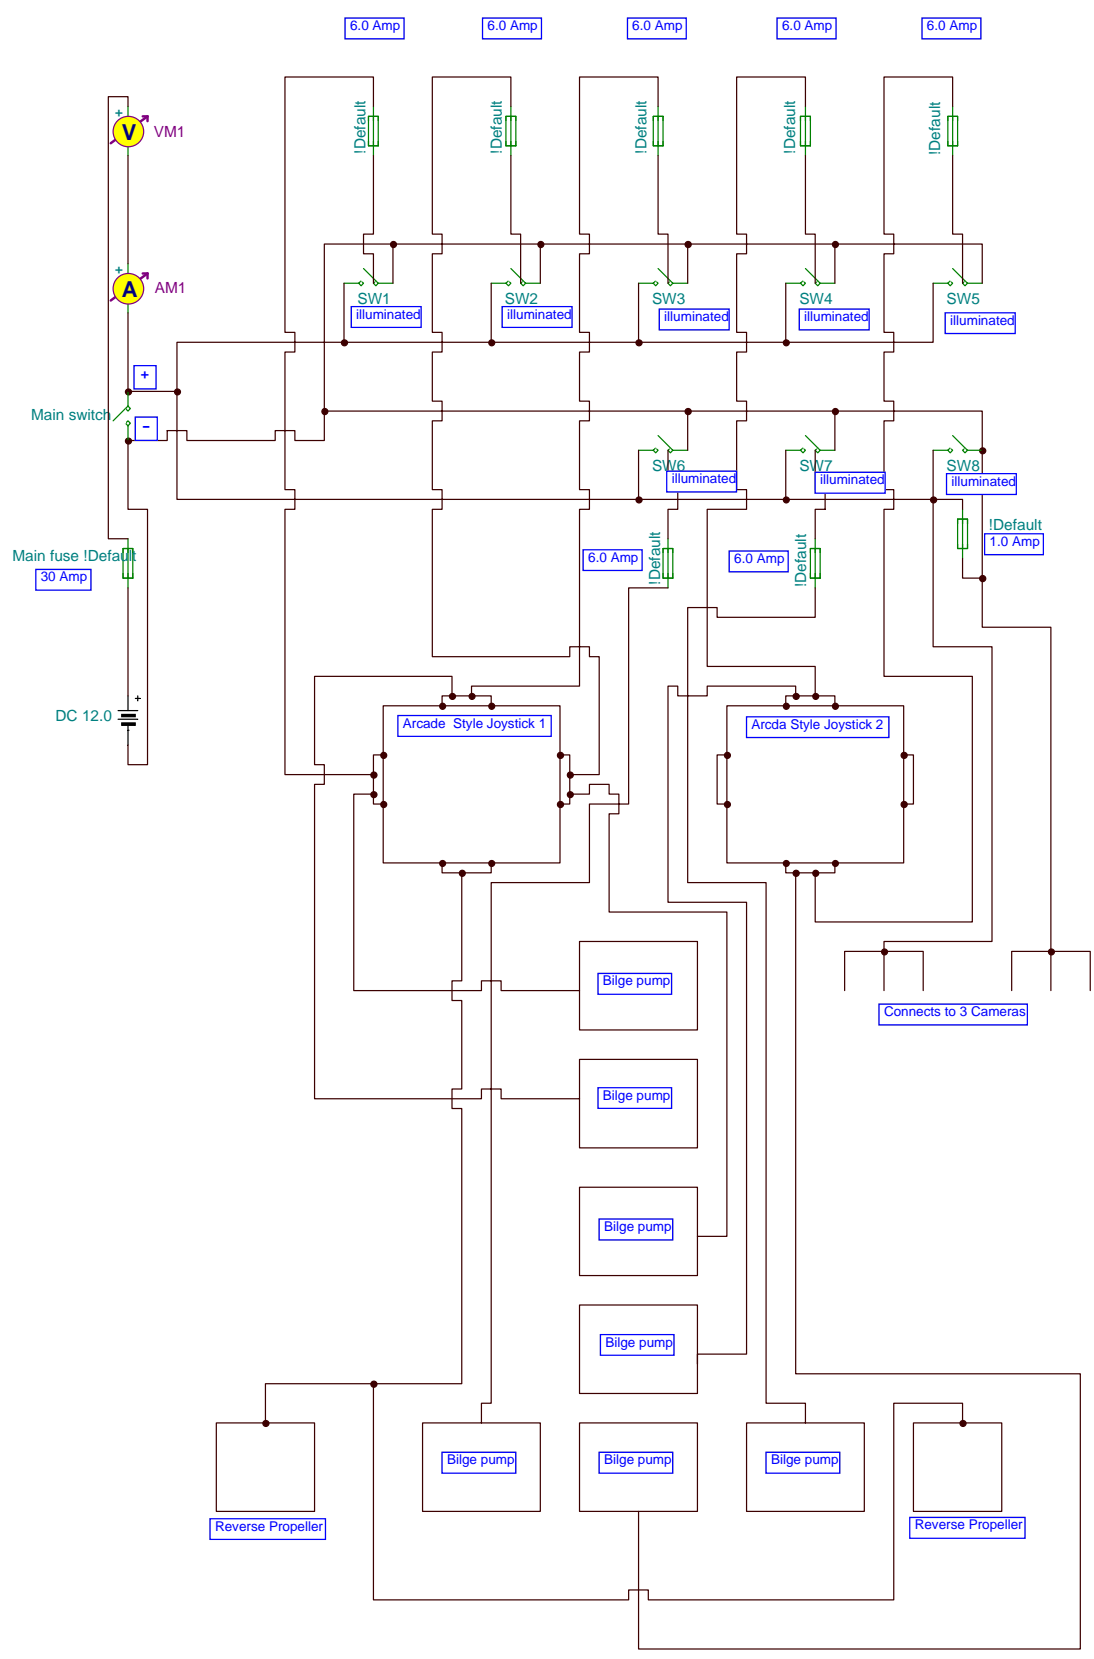 6.0 Amp
6.0 Amp
6.0 Amp
6.0 Amp
6.0 Amp
!Default
!Default
!Default
!Default
!Default
+
V
VM1
+
A
AM1
SW1
SW2
SW3
SW4
SW5
illuminated
illuminated
illuminated
illuminated
illuminated
+
Main switch
-
SW6
SW7
SW8
illuminated
illuminated
illuminated
!Default
1.0 Amp
Main fuse !Default
30 Amp
6.0 Amp
!Default
6.0 Amp
!Default
+
DC 12.0
Arcade Style Joystick 1
Arcda Style Joystick 2
Bilge pump
Connects to 3 Cameras
Bilge pump
Bilge pump
Bilge pump
Bilge pump
Bilge pump
Bilge pump
Reverse Propeller
Reverse Propeller